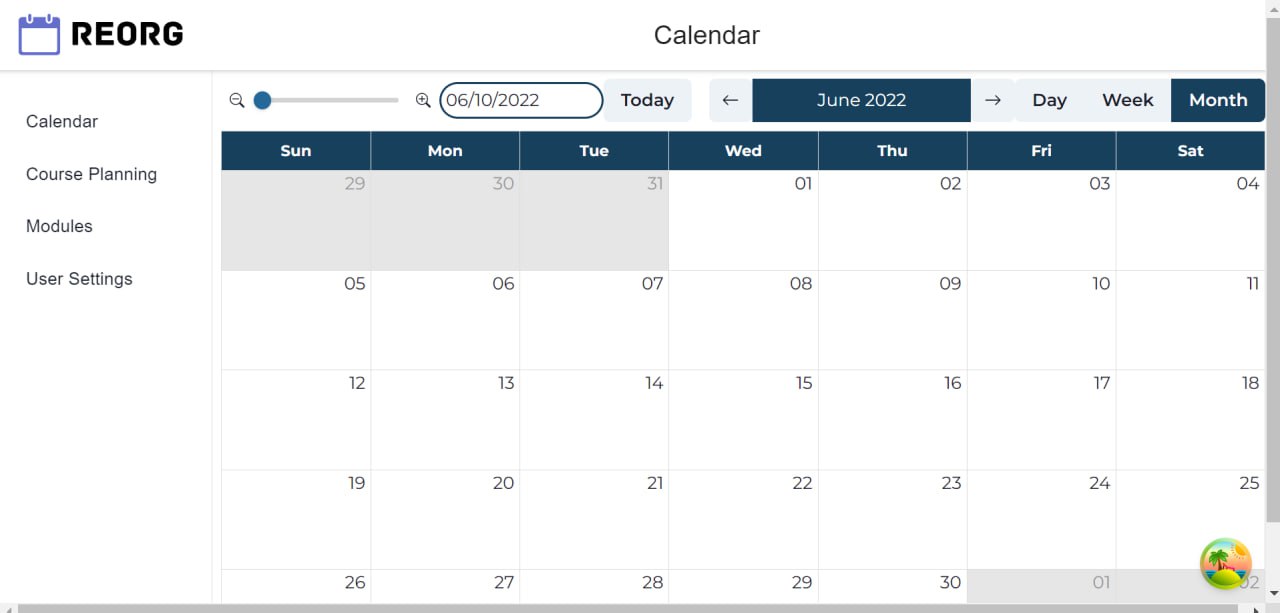 REORG
Calendar
Calendar
Course Planning
Modules
User Settings
06/10/2022 Today ← June 2022 → Day Week Month
Sun Mon Tue Wed Thu Fri Sat
29 30 31 01 02 03 04
05 06 07 08 09 10 11
12 13 14 15 16 17 18
19 20 21 22 23 24 25
26 27 28 29 30 01 02